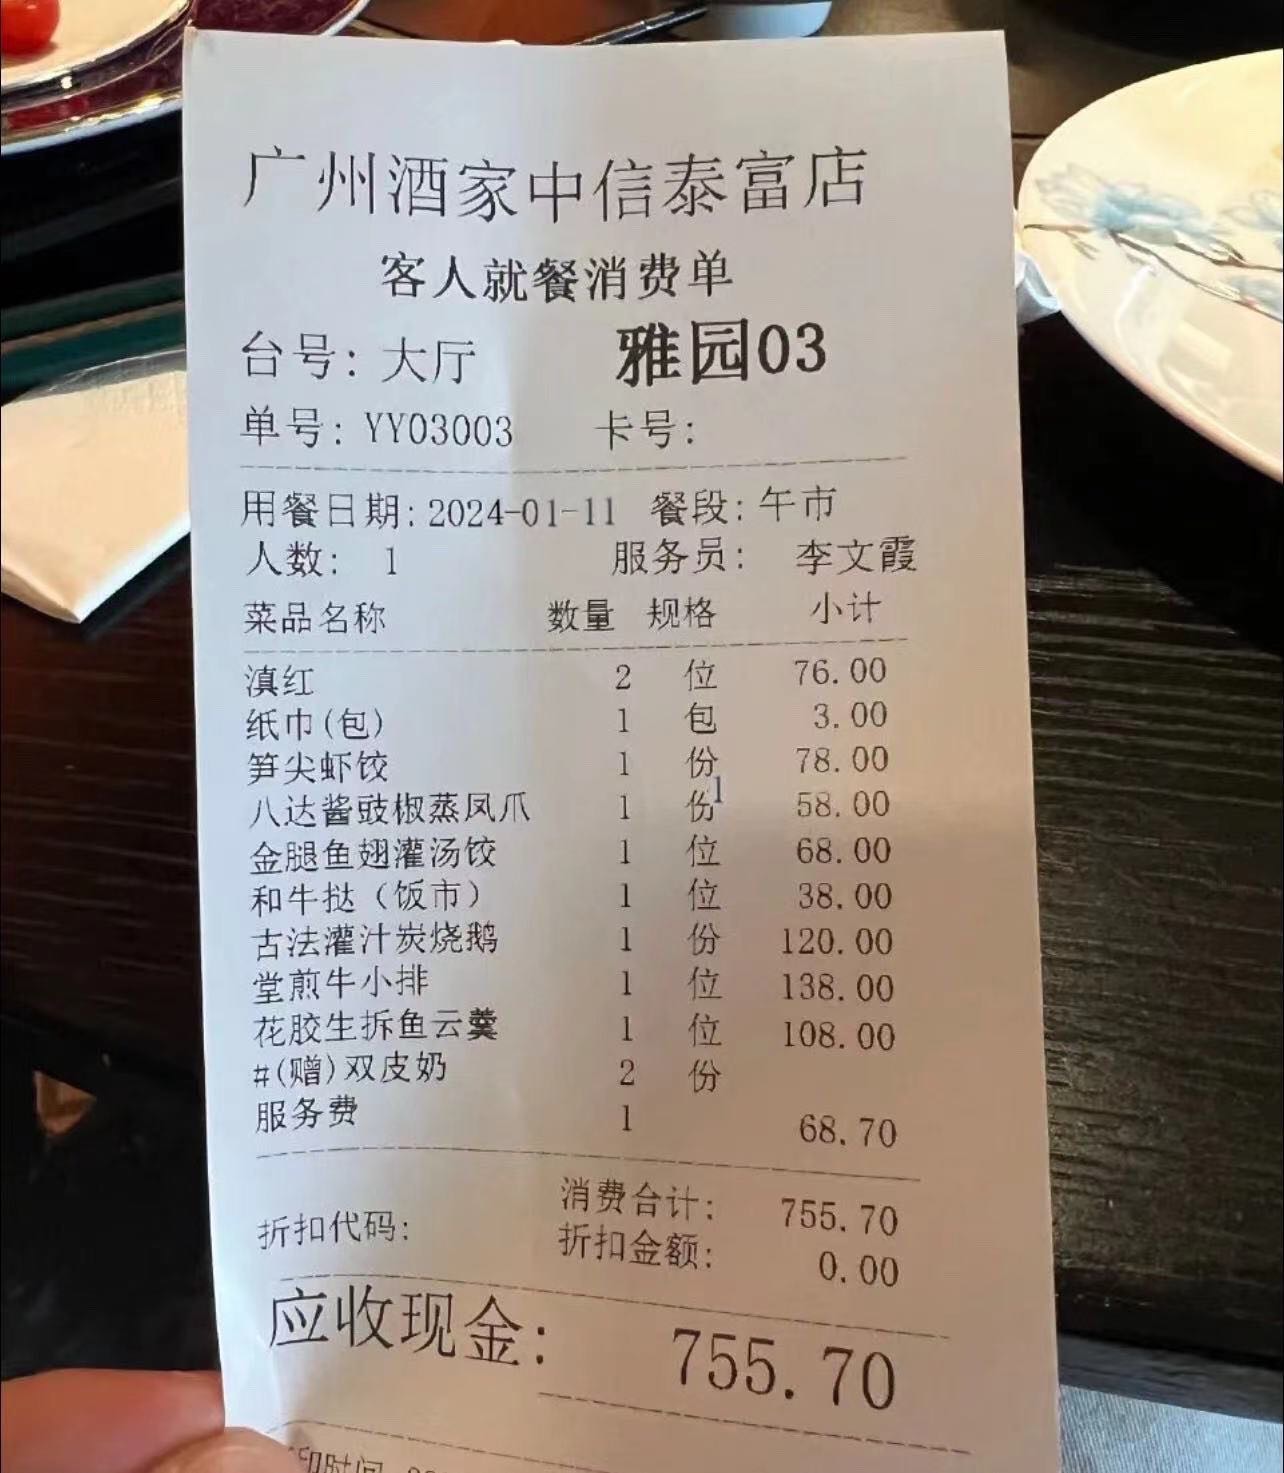 广州酒家中信泰富店
客人就餐消费单
台号: 大厅 雅园03
单号: YY03003 卡号:
用餐日期: 2024-01-11 餐段: 午市
人数: 1 服务员: 李文霞
菜品名称 数量 规格 小计
滇红 2 位 76.00
纸巾(包) 1 包 3.00
笋尖虾饺 1 份 78.00
八达酱豉椒蒸凤爪 1 份 58.00
金腿鱼翅灌汤饺 1 位 68.00
和牛挞（饭市） 1 位 38.00
古法灌汁炭烧鹅 1 份 120.00
堂煎牛小排 1 位 138.00
花胶生拆鱼云羹 1 位 108.00
#(赠)双皮奶 2 份
服务费 1 68.70
消费合计: 755.70
折扣代码: 折扣金额: 0.00
应收现金: 755.70
印时间